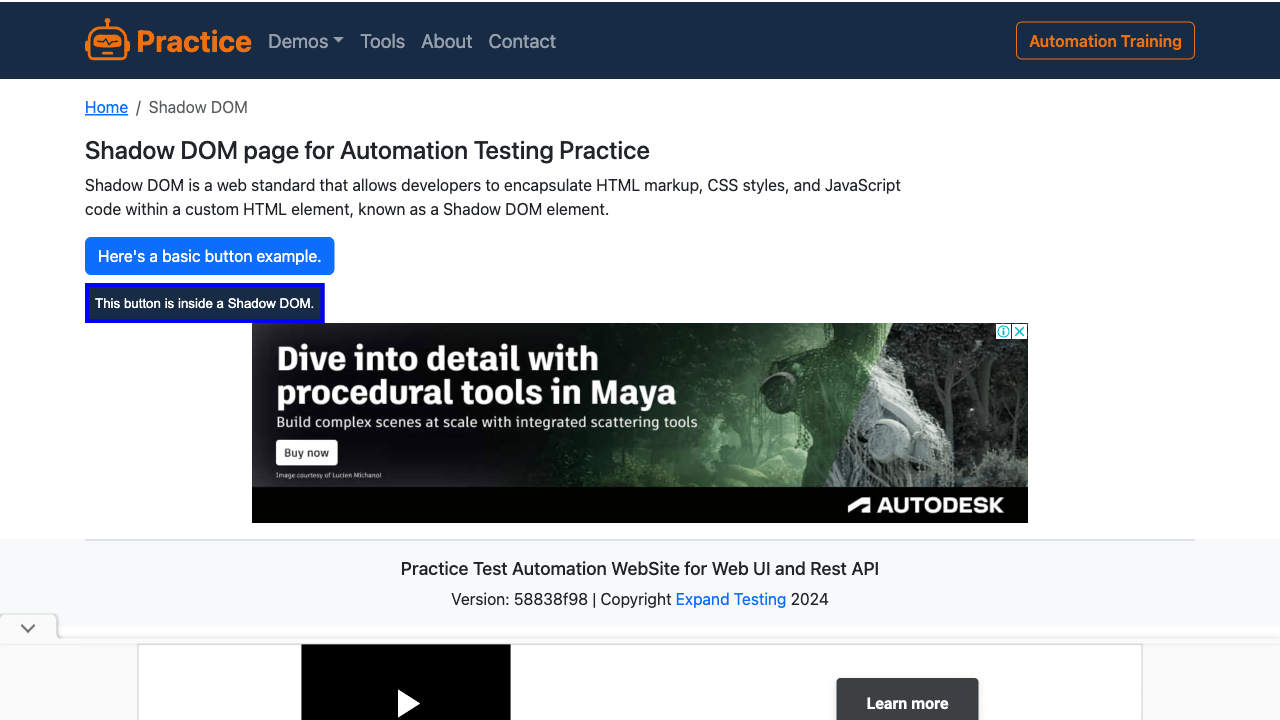 Practice Demos Tools About Contact Automation Training
Home / Shadow DOM
Shadow DOM page for Automation Testing Practice
Shadow DOM is a web standard that allows developers to encapsulate HTML markup, CSS styles, and JavaScript
code within a custom HTML element, known as a Shadow DOM element.
Here's a basic button example.
This button is inside a Shadow DOM.
Dive into detail with
procedural tools in Maya
Build complex scenes at scale with integrated scattering tools
Buy now
Image courtesy of Lucien Michanol
AUTODESK
Practice Test Automation WebSite for Web UI and Rest API
Version: 58838f98 | Copyright Expand Testing 2024
Learn more